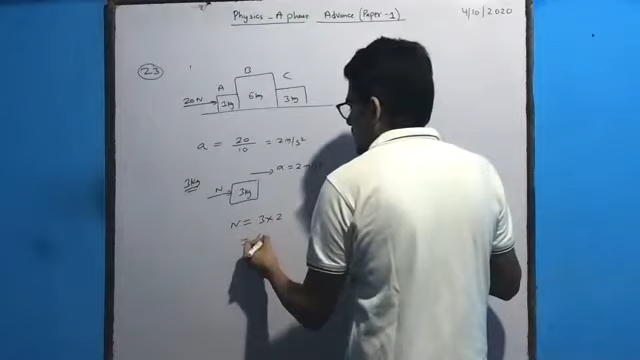 Physics - A phase Advance (Paper - 1)
4/10/2020
23
A B C
20N 1kg 6kg 3kg
a = 20/10 = 2m/s²
3kg N 3kg a = 2
N = 3 × 2
=